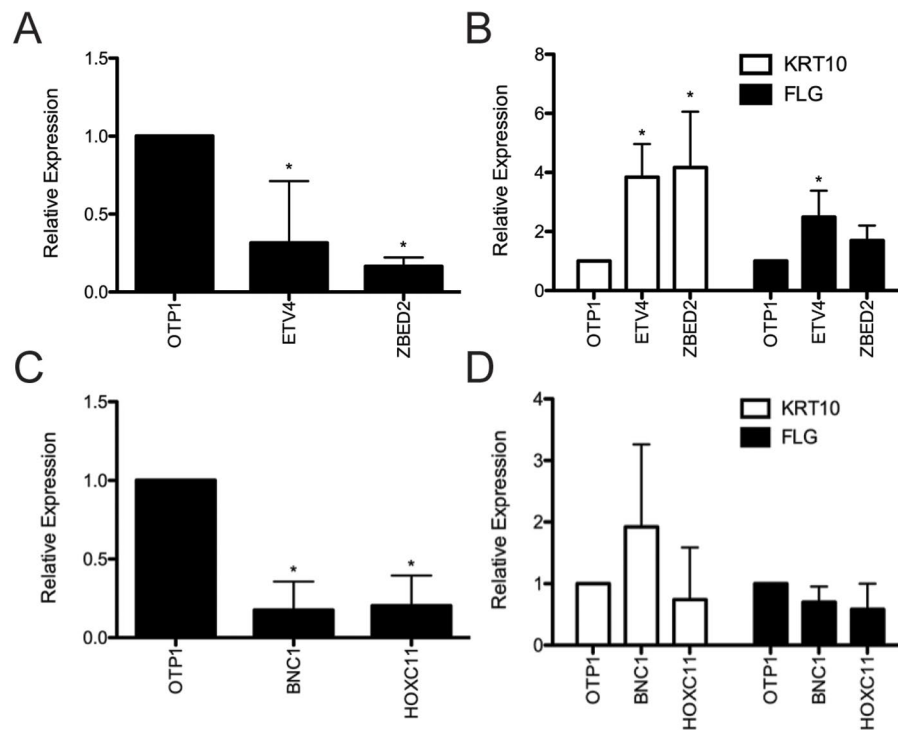 A
Relative Expression
1.5
1.0
0.5
0.0
*
*
OTP1
ETV4
ZBED2
B
Relative Expression
8
6
4
2
0
KRT10
FLG
*
*
*
OTP1
ETV4
ZBED2
OTP1
ETV4
ZBED2
C
Relative Expression
1.5
1.0
0.5
0.0
*
*
OTP1
BNC1
HOXC11
D
Relative Expression
4
3
2
1
0
KRT10
FLG
OTP1
BNC1
HOXC11
OTP1
BNC1
HOXC11